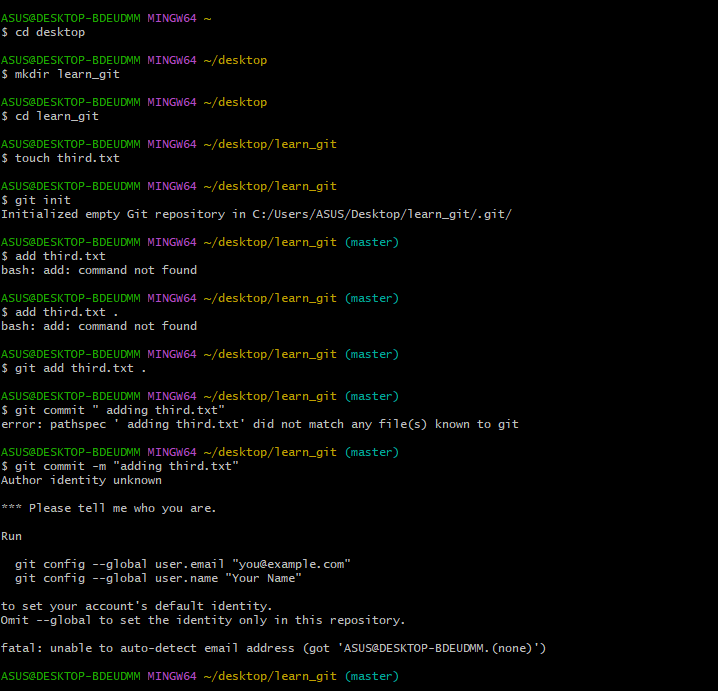 ASUS@DESKTOP-BDEUDMM MINGW64 ~
$ cd desktop
ASUS@DESKTOP-BDEUDMM MINGW64 ~/desktop
$ mkdir learn_git
ASUS@DESKTOP-BDEUDMM MINGW64 ~/desktop
$ cd learn_git
ASUS@DESKTOP-BDEUDMM MINGW64 ~/desktop/learn_git
$ touch third.txt
ASUS@DESKTOP-BDEUDMM MINGW64 ~/desktop/learn_git
$ git init
Initialized empty Git repository in C:/Users/ASUS/Desktop/learn_git/.git/
ASUS@DESKTOP-BDEUDMM MINGW64 ~/desktop/learn_git (master)
$ add third.txt
bash: add: command not found
ASUS@DESKTOP-BDEUDMM MINGW64 ~/desktop/learn_git (master)
$ add third.txt .
bash: add: command not found
ASUS@DESKTOP-BDEUDMM MINGW64 ~/desktop/learn_git (master)
$ git add third.txt .
ASUS@DESKTOP-BDEUDMM MINGW64 ~/desktop/learn_git (master)
$ git commit " adding third.txt"
error: pathspec ' adding third.txt' did not match any file(s) known to git
ASUS@DESKTOP-BDEUDMM MINGW64 ~/desktop/learn_git (master)
$ git commit -m "adding third.txt"
Author identity unknown
*** Please tell me who you are.
Run
  git config --global user.email "you@example.com"
  git config --global user.name "Your Name"
to set your account's default identity.
Omit --global to set the identity only in this repository.
fatal: unable to auto-detect email address (got 'ASUS@DESKTOP-BDEUDMM.(none)')
ASUS@DESKTOP-BDEUDMM MINGW64 ~/desktop/learn_git (master)